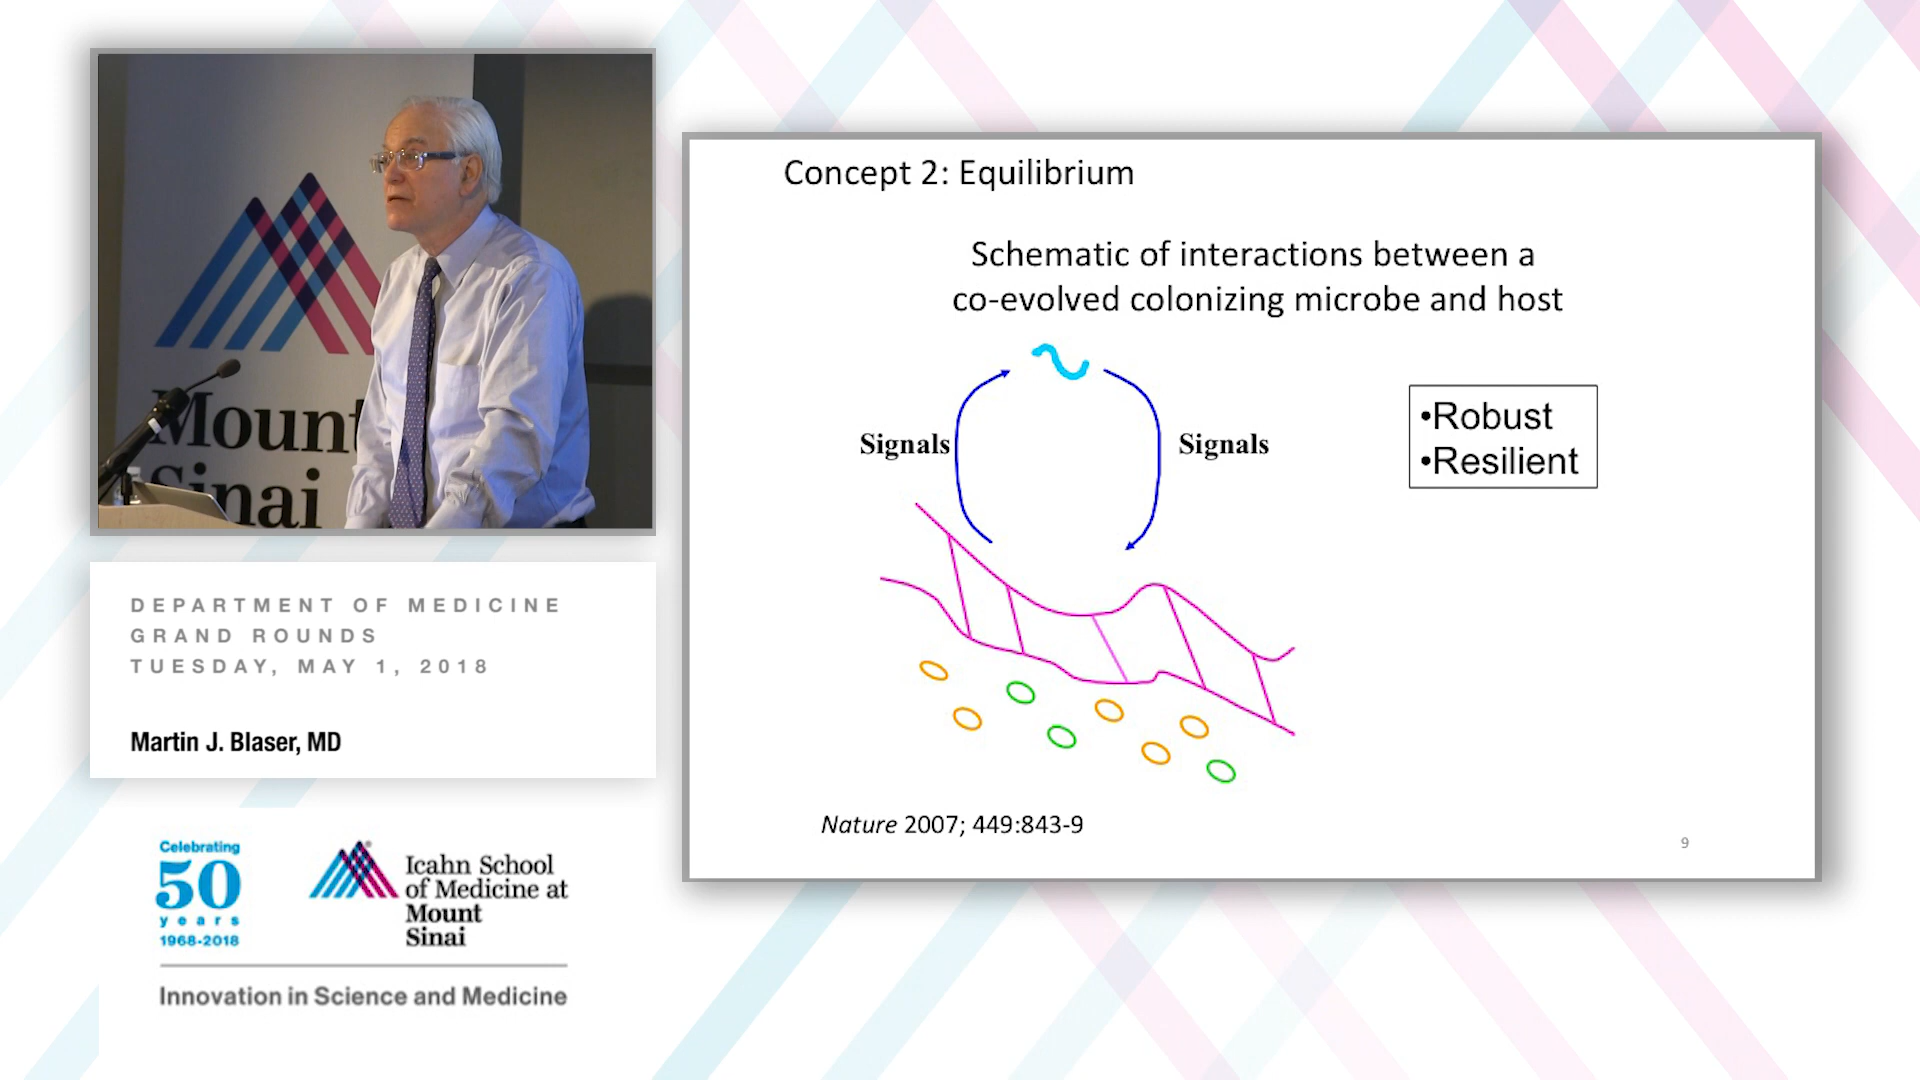 Mount
Sinai
DEPARTMENT OF MEDICINE
GRAND ROUNDS
TUESDAY, MAY 1, 2018
Martin J. Blaser, MD
Celebrating
50
years
1968-2018
Icahn School
of Medicine at
Mount
Sinai
Innovation in Science and Medicine
Concept 2: Equilibrium
Schematic of interactions between a
co-evolved colonizing microbe and host
Signals
Signals
•Robust
•Resilient
Nature 2007; 449:843-9
9